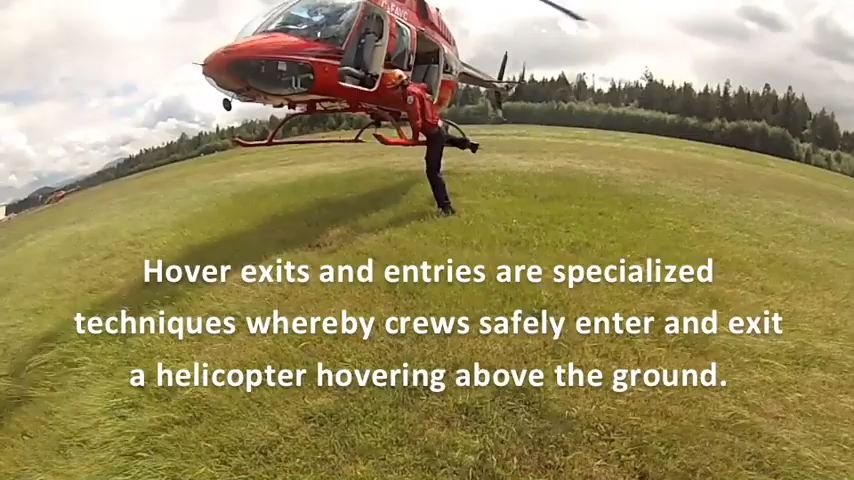 Hover exits and entries are specialized
techniques whereby crews safely enter and exit
a helicopter hovering above the ground.